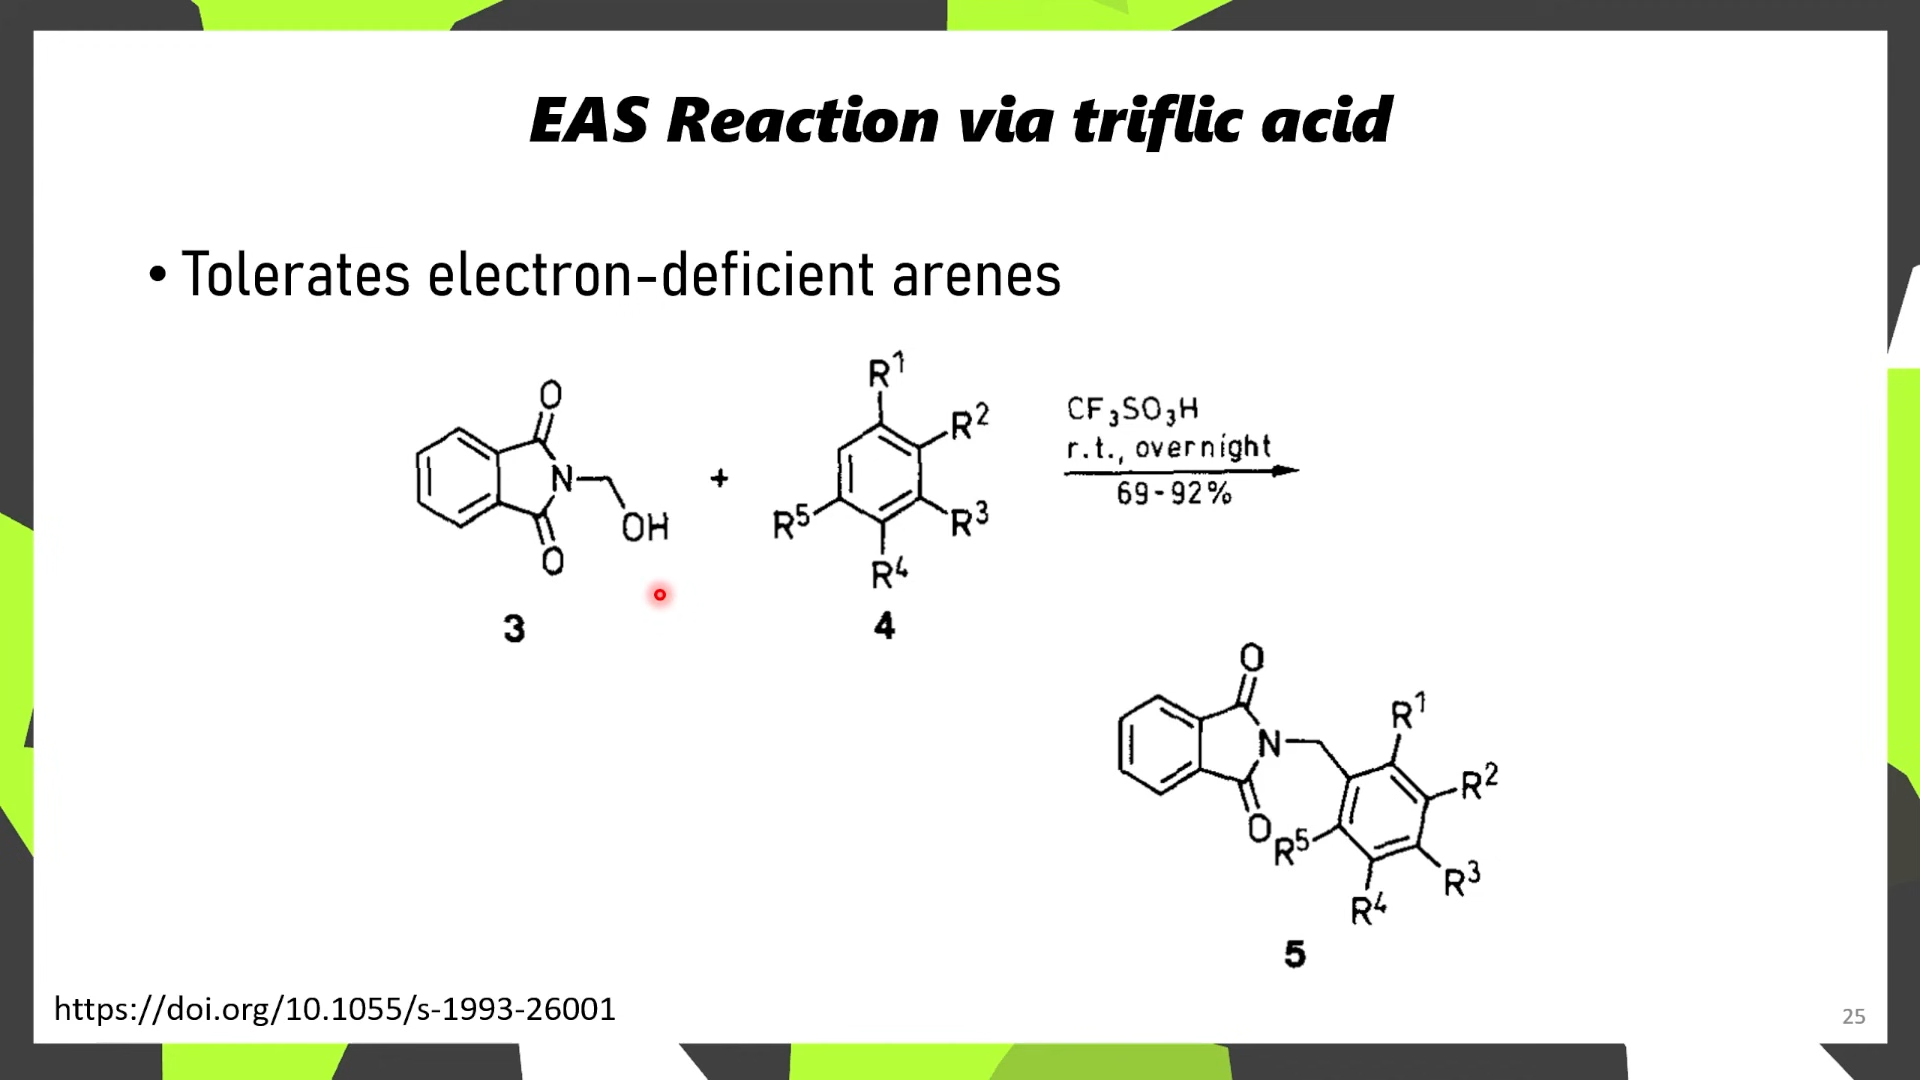 EAS Reaction via triflic acid
• Tolerates electron-deficient arenes
O
N
OH
O
3
+
R¹
R²
R³
R⁴
R⁵
4
CF₃SO₃H
r.t., overnight
69-92%
O
N
O
R¹
R²
R³
R⁴
R⁵
5
https://doi.org/10.1055/s-1993-26001
25